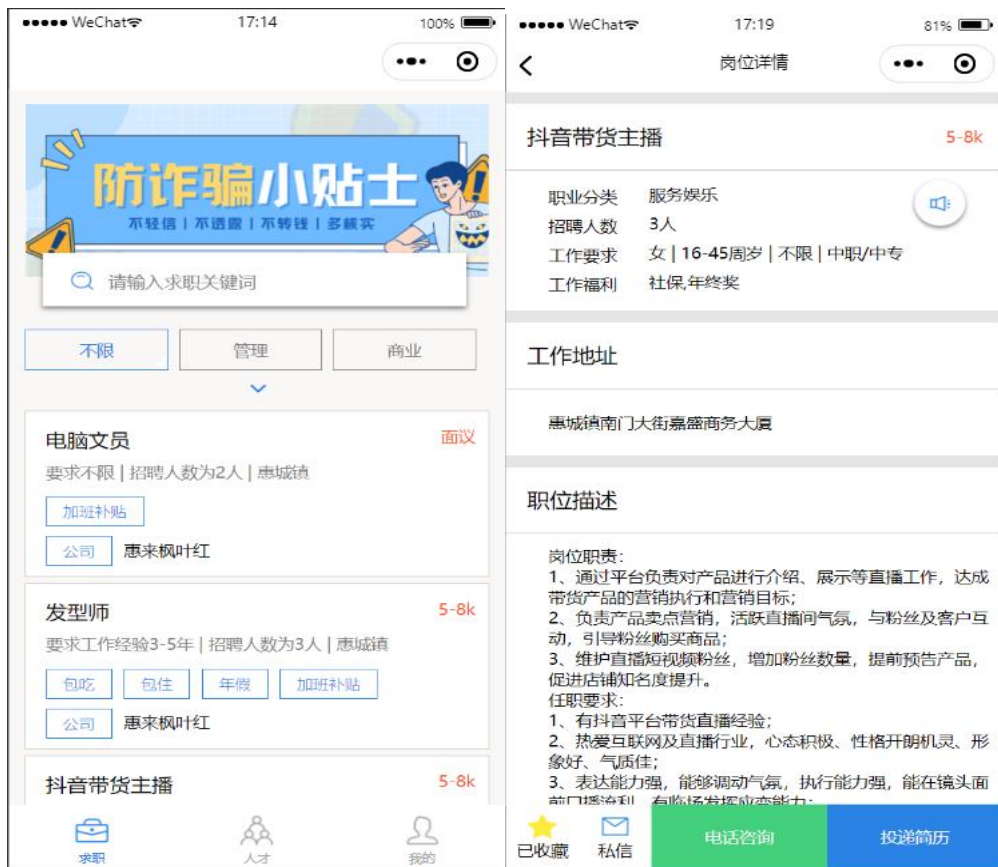 WeChat
17:14
100%
防诈骗小贴士
不轻信 | 不透露 | 不转钱 | 多核实
请输入求职关键词
不限
管理
商业
电脑文员
面议
要求不限 | 招聘人数为2人 | 惠城镇
加班补贴
公司
惠来枫叶红
发型师
5-8k
要求工作经验3-5年 | 招聘人数为3人 | 惠城镇
包吃
包住
年假
加班补贴
公司
惠来枫叶红
抖音带货主播
5-8k
求职
人才
我的
WeChat
17:19
81%
岗位详情
抖音带货主播
5-8k
职业分类 服务娱乐
招聘人数 3人
工作要求 女 | 16-45周岁 | 不限 | 中职/中专
工作福利 社保,年终奖
工作地址
惠城镇南门大街嘉盛商务大厦
职位描述
岗位职责：
1、通过平台负责对产品进行介绍、展示等直播工作，达成
带货产品的营销执行和营销目标；
2、负责产品卖点营销，活跃直播间气氛，与粉丝及客户互
动，引导粉丝购买商品；
3、维护直播短视频粉丝，增加粉丝数量，提前预告产品，
促进店铺知名度提升。
任职要求：
1、有抖音平台带货直播经验；
2、热爱互联网及直播行业，心态积极、性格开朗机灵、形
象好、气质佳；
3、表达能力强，能够调动气氛，执行能力强，能在镜头面
前口播流利，有临场发挥应变能力；
已收藏
私信
电话咨询
投递简历